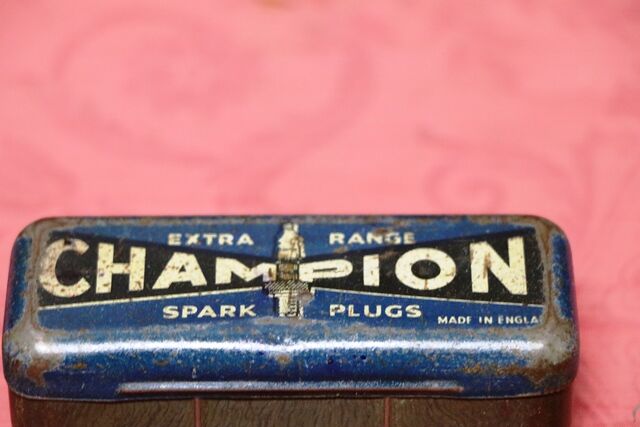 EXTRA RANGE
CHAMPION
SPARK PLUGS
MADE IN ENGLA